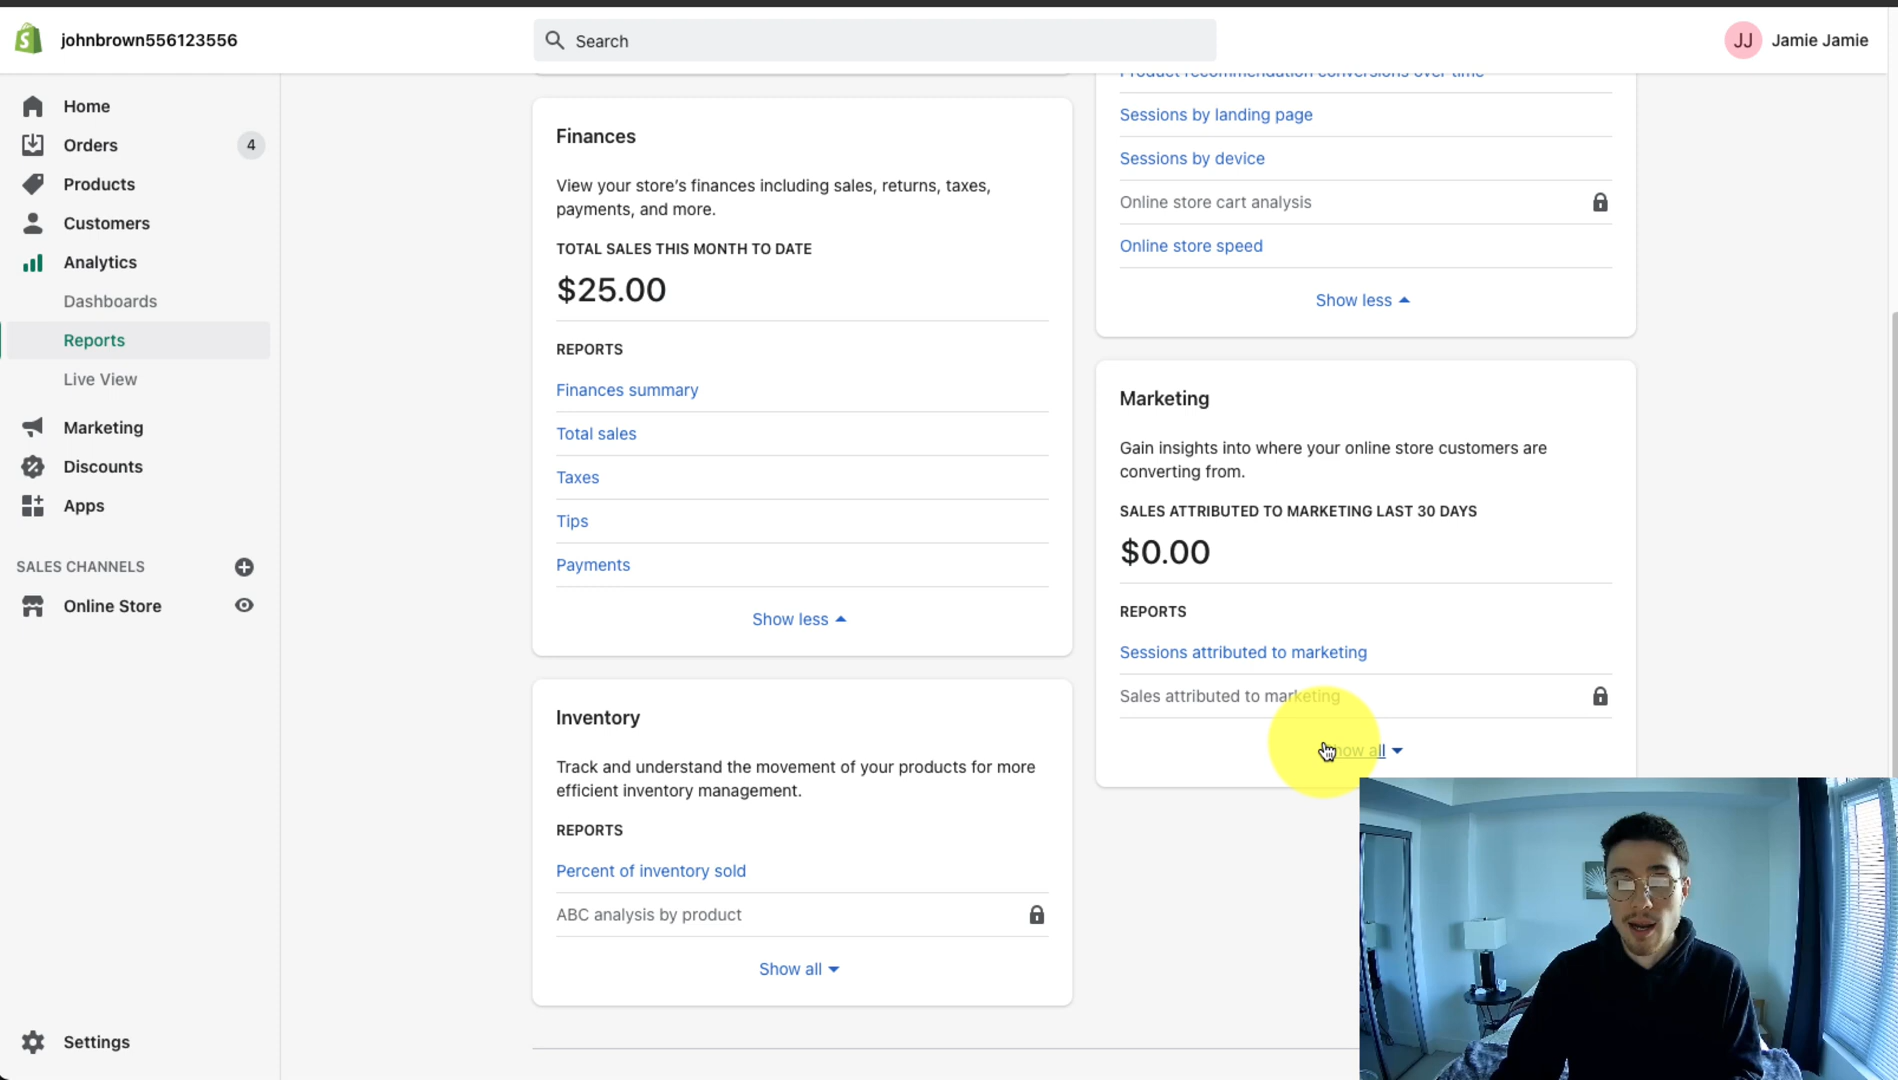 johnbrown556123556
Search
JJ Jamie Jamie
Home
Orders 4
Products
Customers
Analytics
Dashboards
Reports
Live View
Marketing
Discounts
Apps
SALES CHANNELS
Online Store
Settings
Finances
View your store's finances including sales, returns, taxes,
payments, and more.
TOTAL SALES THIS MONTH TO DATE
$25.00
REPORTS
Finances summary
Total sales
Taxes
Tips
Payments
Show less
Inventory
Track and understand the movement of your products for more
efficient inventory management.
REPORTS
Percent of inventory sold
ABC analysis by product
Show all
Product recommendation conversions over time
Sessions by landing page
Sessions by device
Online store cart analysis
Online store speed
Show less
Marketing
Gain insights into where your online store customers are
converting from.
SALES ATTRIBUTED TO MARKETING LAST 30 DAYS
$0.00
REPORTS
Sessions attributed to marketing
Sales attributed to marketing
Show all